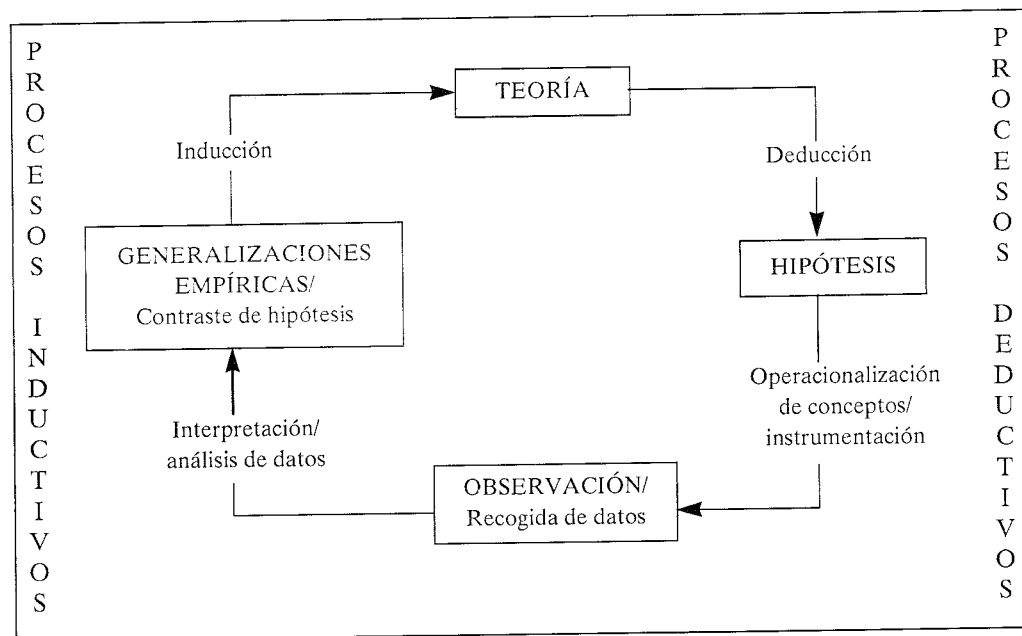 PROCESOS INDUCTIVOS
TEORÍA
Inducción
Deducción
GENERALIZACIONES
EMPÍRICAS/
Contraste de hipótesis
HIPÓTESIS
Interpretación/
análisis de datos
Operacionalización
de conceptos/
instrumentación
OBSERVACIÓN/
Recogida de datos
PROCESOS DEDUCTIVOS